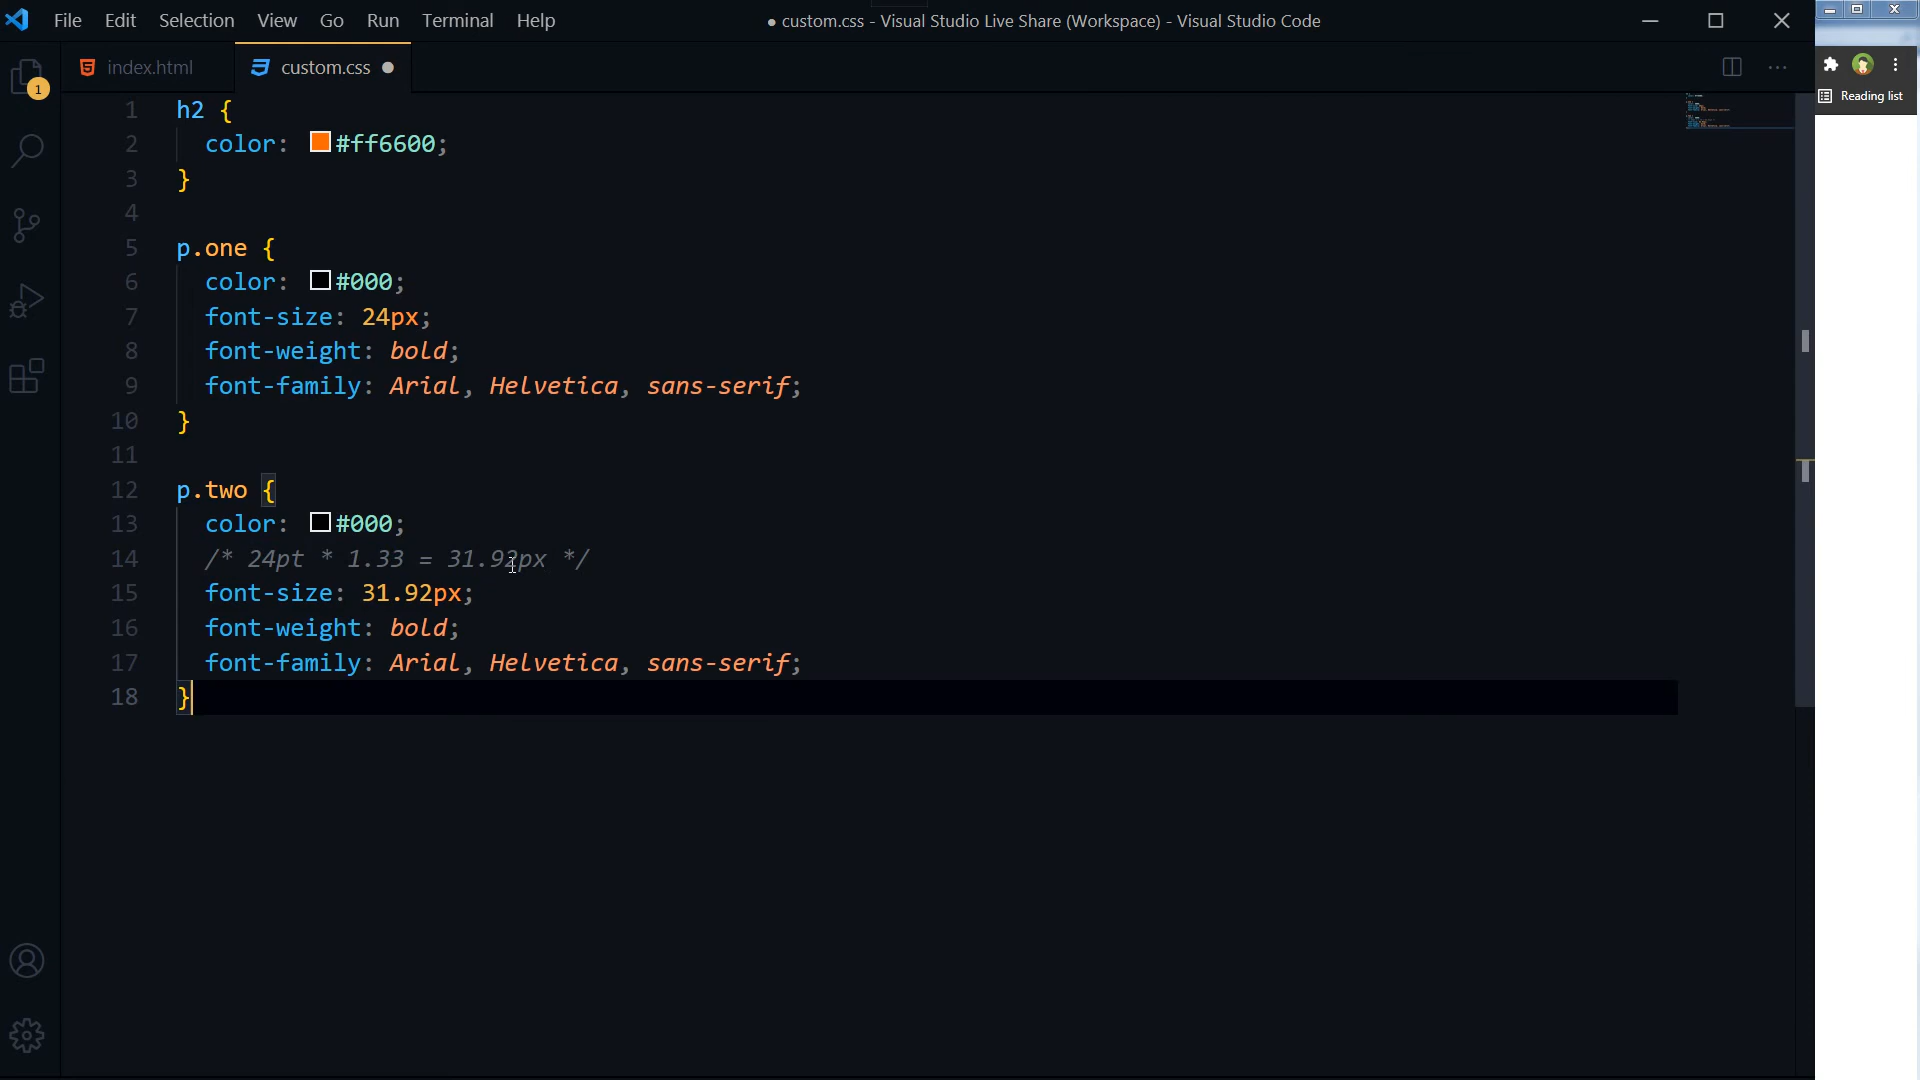 File Edit Selection View Go Run Terminal Help
● custom.css - Visual Studio Live Share (Workspace) - Visual Studio Code
index.html
custom.css
Reading list
1
1 h2 {
2 color: #ff6600;
3 }
4
5 p.one {
6 color: #000;
7 font-size: 24px;
8 font-weight: bold;
9 font-family: Arial, Helvetica, sans-serif;
10 }
11
12 p.two {
13 color: #000;
14 /* 24pt * 1.33 = 31.92px */
15 font-size: 31.92px;
16 font-weight: bold;
17 font-family: Arial, Helvetica, sans-serif;
18 }